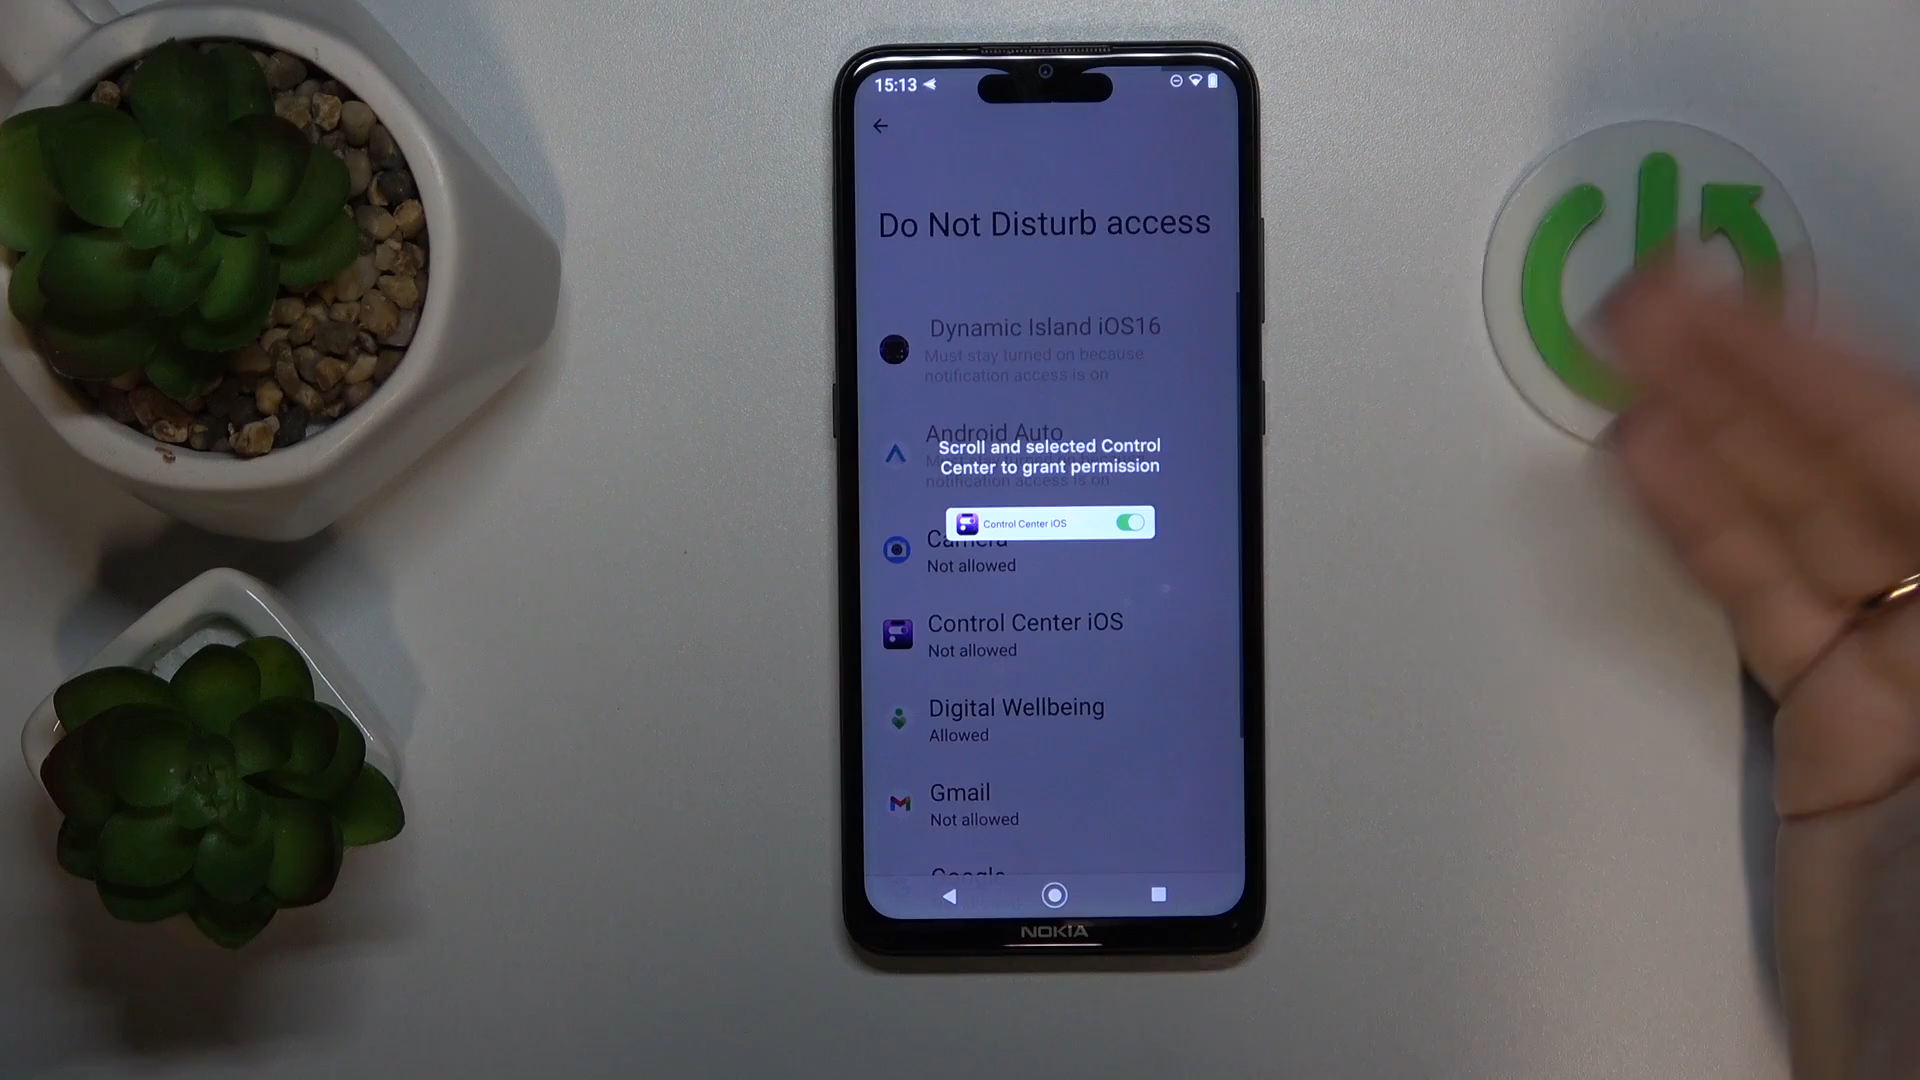 15:13
Do Not Disturb access
Dynamic Island iOS16
Must stay turned on because
notification access is on
Android Auto
Scroll and selected Control
Center to grant permission
notification access is on
Control Center iOS
Camera
Not allowed
Control Center iOS
Not allowed
Digital Wellbeing
Allowed
Gmail
Not allowed
Google
NOKIA